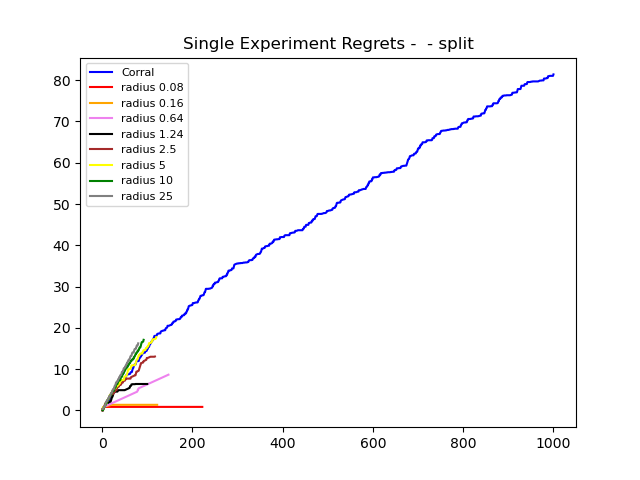 Single Experiment Regrets -  - split
Corral
radius 0.08
radius 0.16
radius 0.64
radius 1.24
radius 2.5
radius 5
radius 10
radius 25
80
70
60
50
40
30
20
10
0
0 200 400 600 800 1000